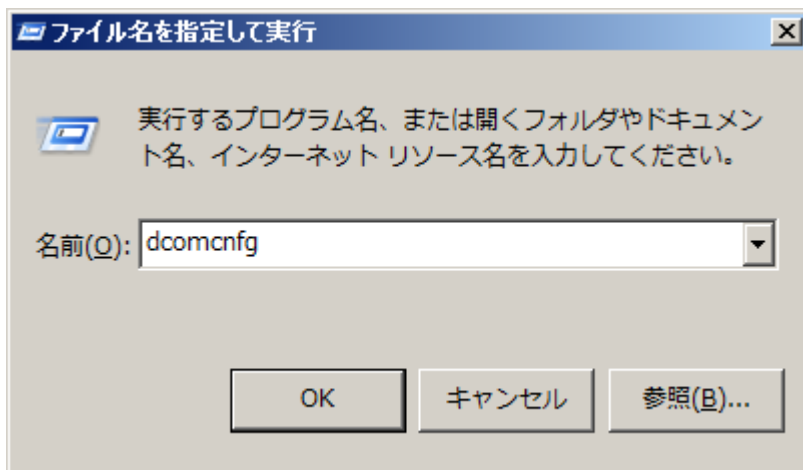 ファイル名を指定して実行
実行するプログラム名、または開くフォルダやドキュメン
ト名、インターネット リソース名を入力してください。
名前(O): dcomcnfg
OK キャンセル 参照(B)...